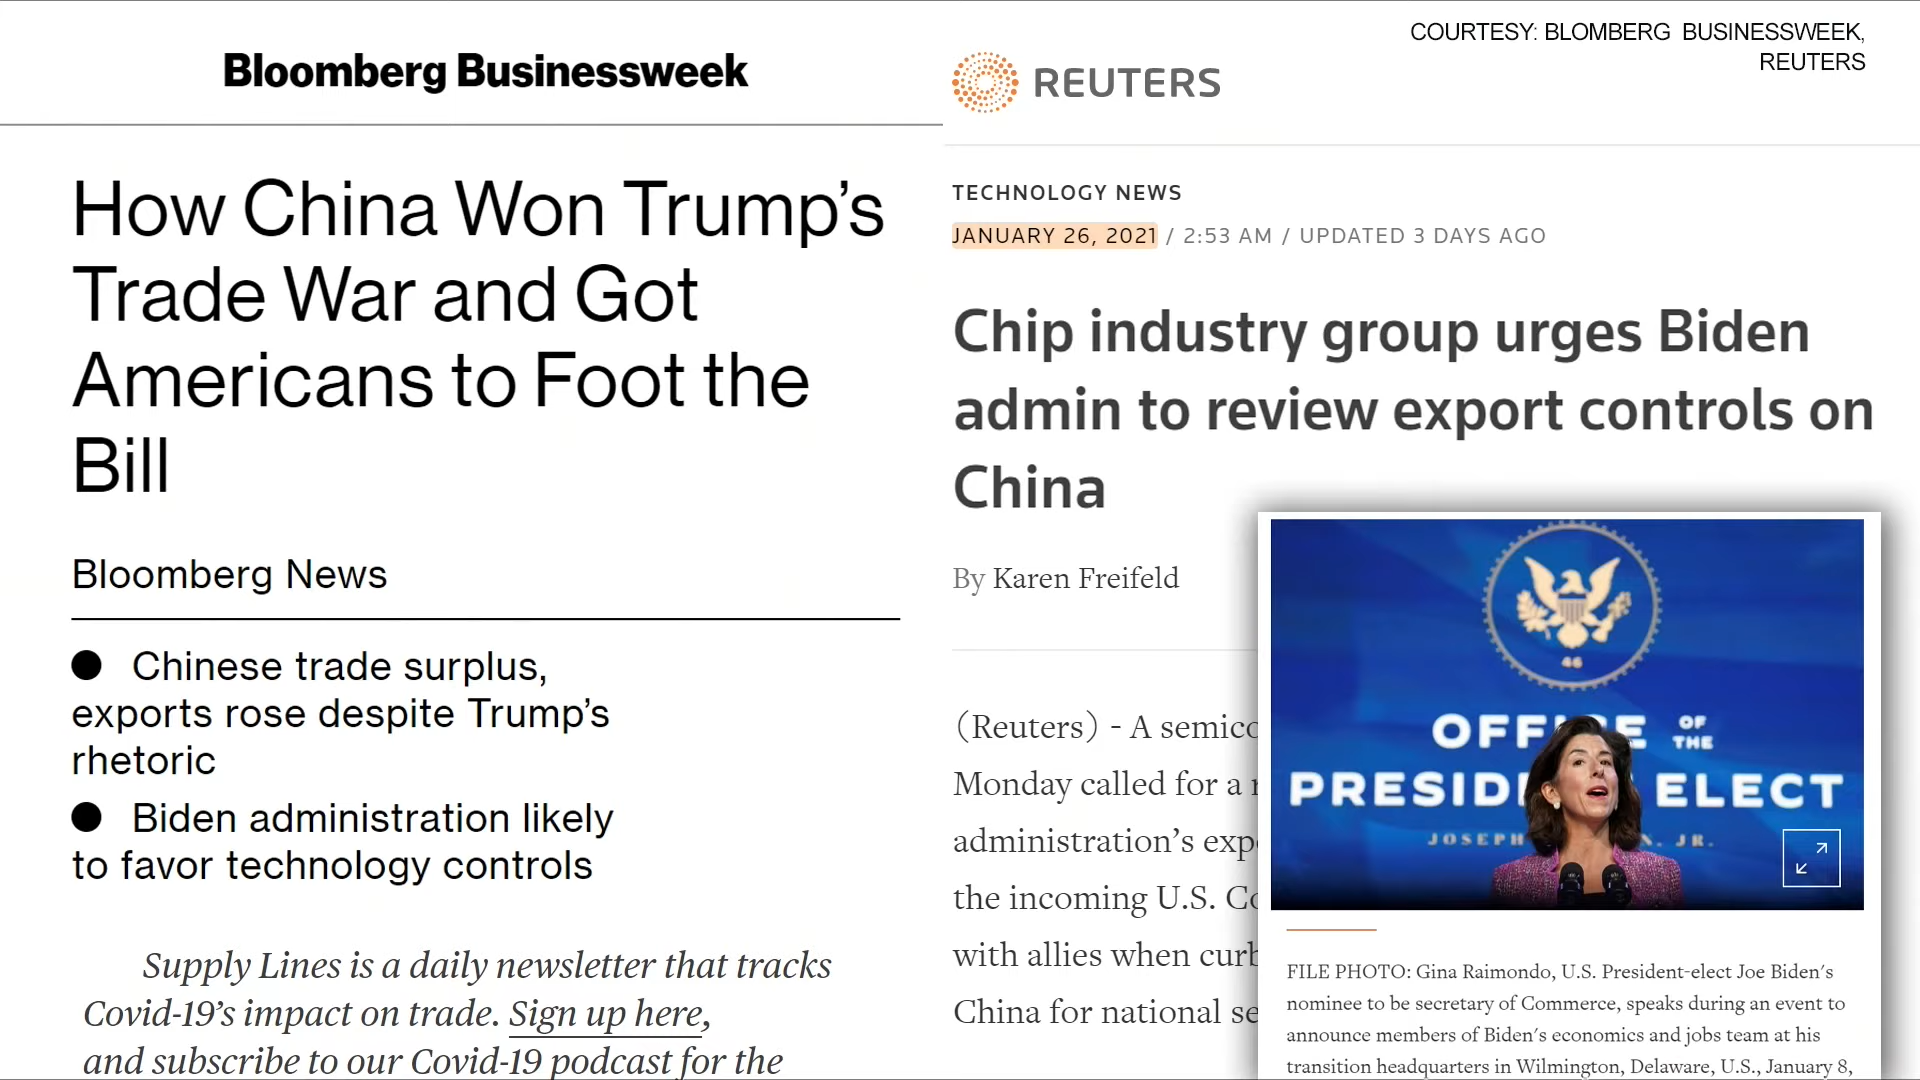 Bloomberg Businessweek
How China Won Trump's
Trade War and Got
Americans to Foot the
Bill
Bloomberg News
● Chinese trade surplus,
exports rose despite Trump's
rhetoric
● Biden administration likely
to favor technology controls
Supply Lines is a daily newsletter that tracks
Covid-19's impact on trade. Sign up here,
and subscribe to our Covid-19 podcast for the
COURTESY: BLOMBERG BUSINESSWEEK,
REUTERS
REUTERS
TECHNOLOGY NEWS
JANUARY 26, 2021 / 2:53 AM / UPDATED 3 DAYS AGO
Chip industry group urges Biden
admin to review export controls on
China
By Karen Freifeld
(Reuters) - A semico
Monday called for a r
administration's expo
the incoming U.S. Co
with allies when curb
China for national se
46
OFFICE OF THE
PRESID ELECT
JOSEPH N. JR.
FILE PHOTO: Gina Raimondo, U.S. President-elect Joe Biden's
nominee to be secretary of Commerce, speaks during an event to
announce members of Biden's economics and jobs team at his
transition headquarters in Wilmington, Delaware, U.S., January 8,